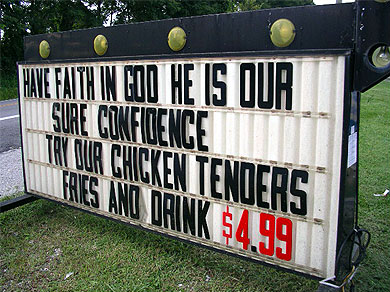 HAVE FAITH IN GOD HE IS OUR
SURE CONFIDENCE
TRY OUR CHICKEN TENDERS
FRIES AND DRINK $4.99